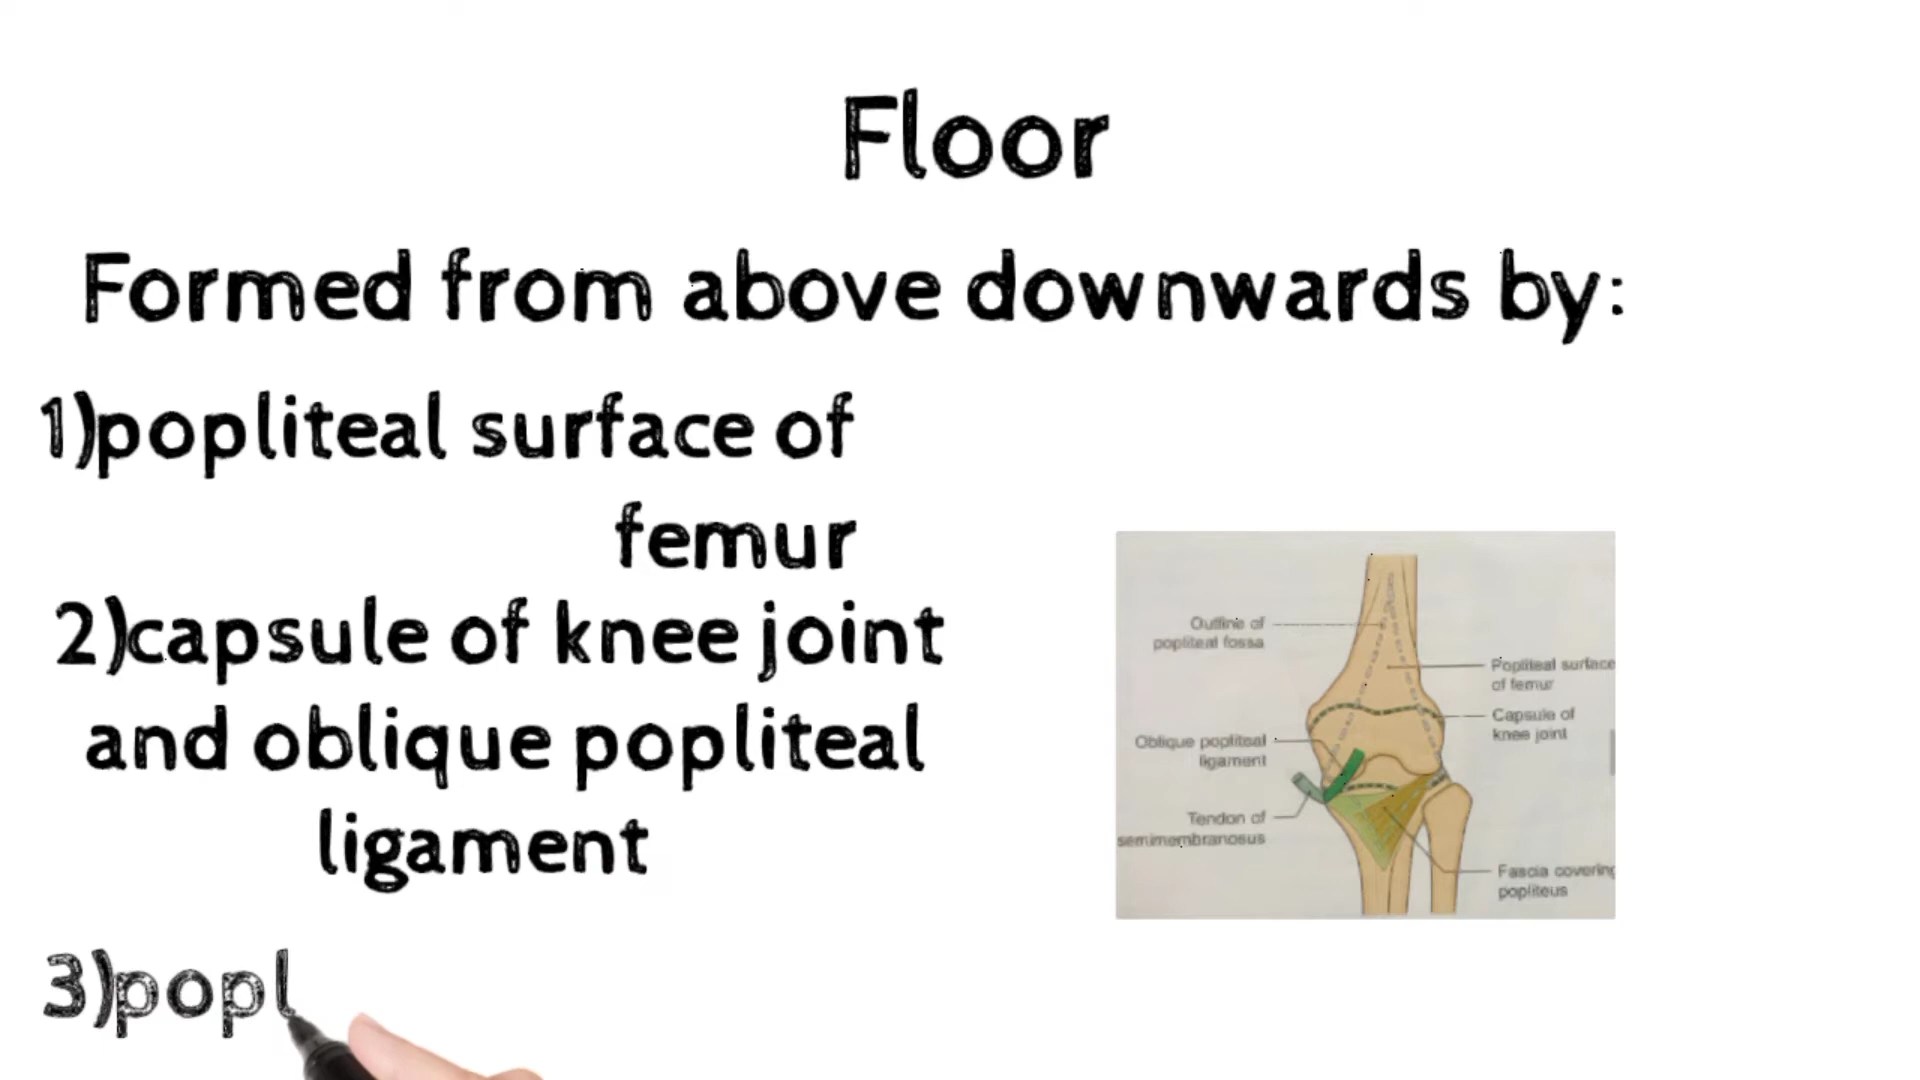 Floor
Formed from above downwards by:
1)popliteal surface of
femur
2)capsule of knee joint
and oblique popliteal
ligament
3)popl
Outline of
popliteal fossa
Popliteal surface
of femur
Capsule of
knee joint
Oblique popliteal
ligament
Tendon of
semimembranosus
Fascia covering
popliteus